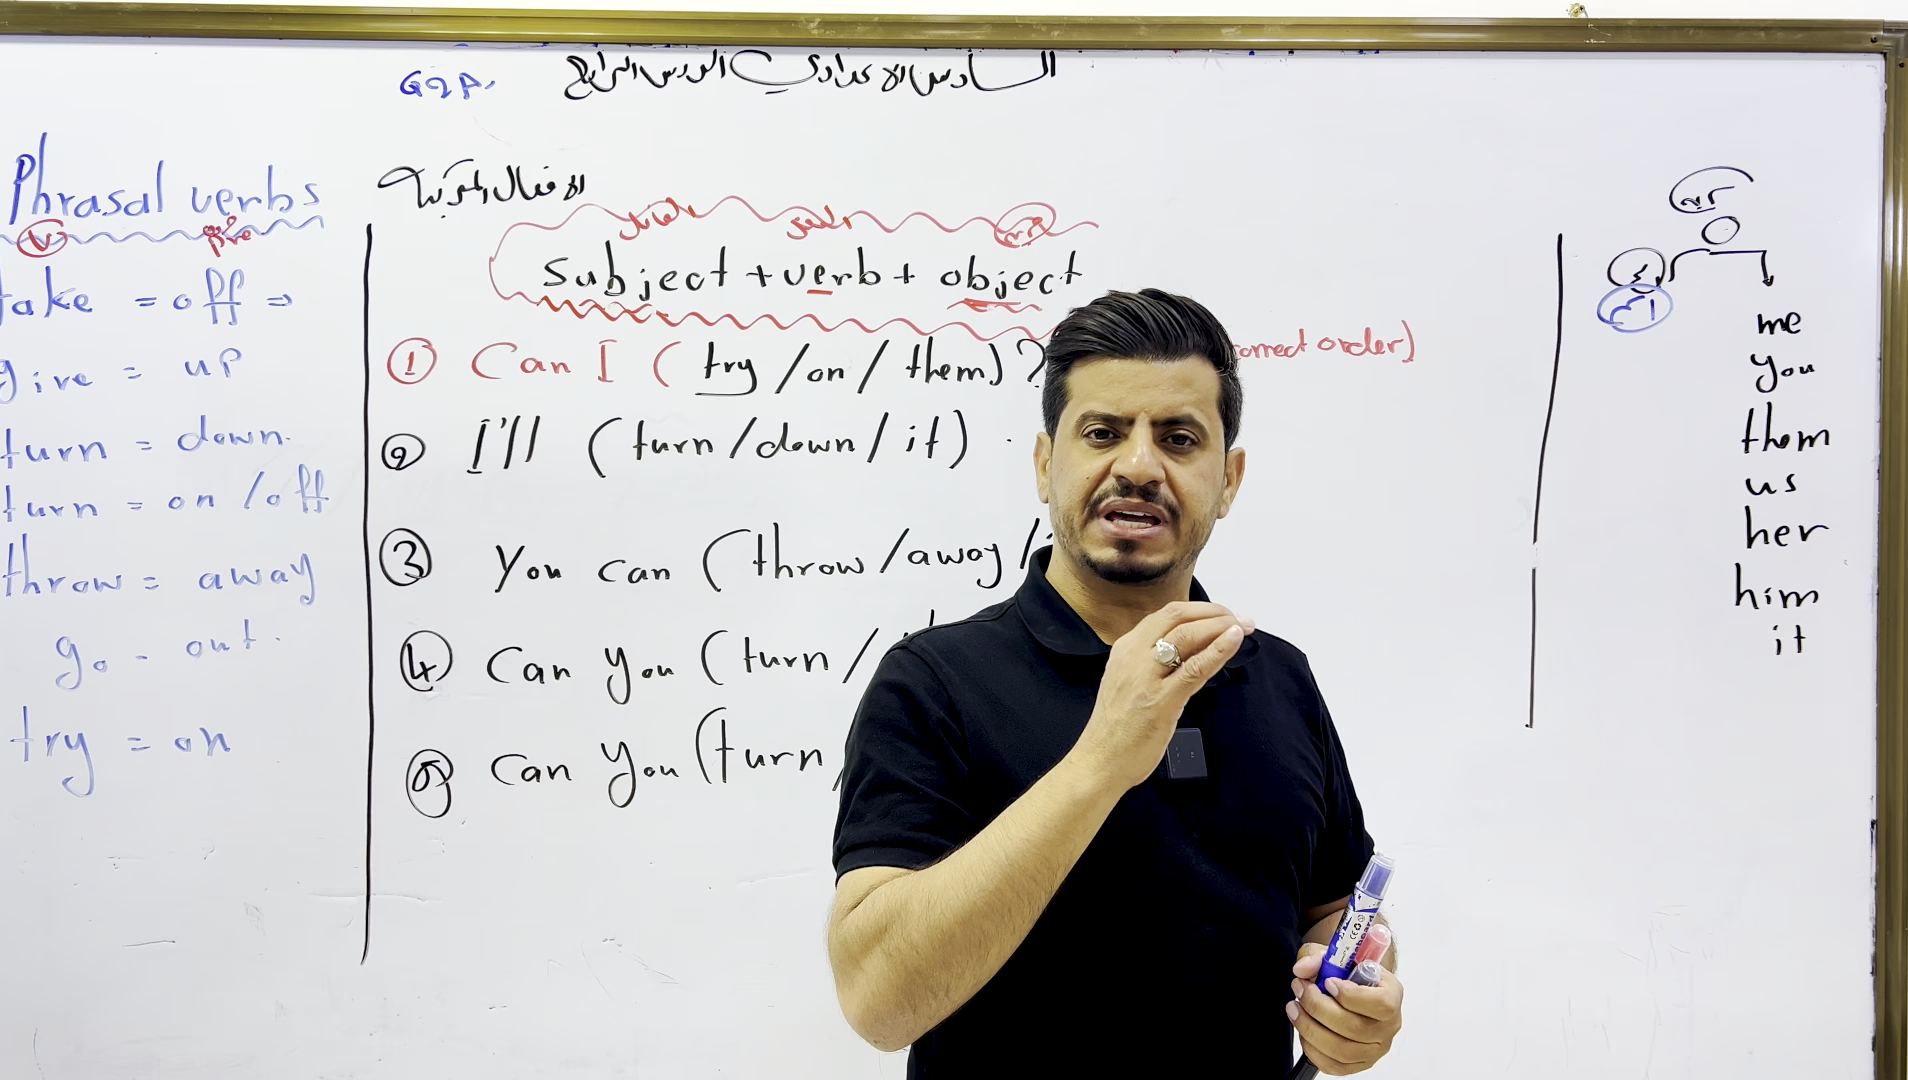 السادس الاعدادي الدرس الرابع
Phrasal verbs
الافعال المركبة
V
take = off ⇒
give = up
turn = down.
turn = on / off
throw = away
go - out.
try = on
الفاعل الفعل
subject + verb + object
① Can I ( try / on / them) ? correct order)
② I'll ( turn / down / it ) .
③ You can ( throw / away /
④ Can you ( turn /
⑤ Can you ( turn
O
me
you
them
us
her
him
it